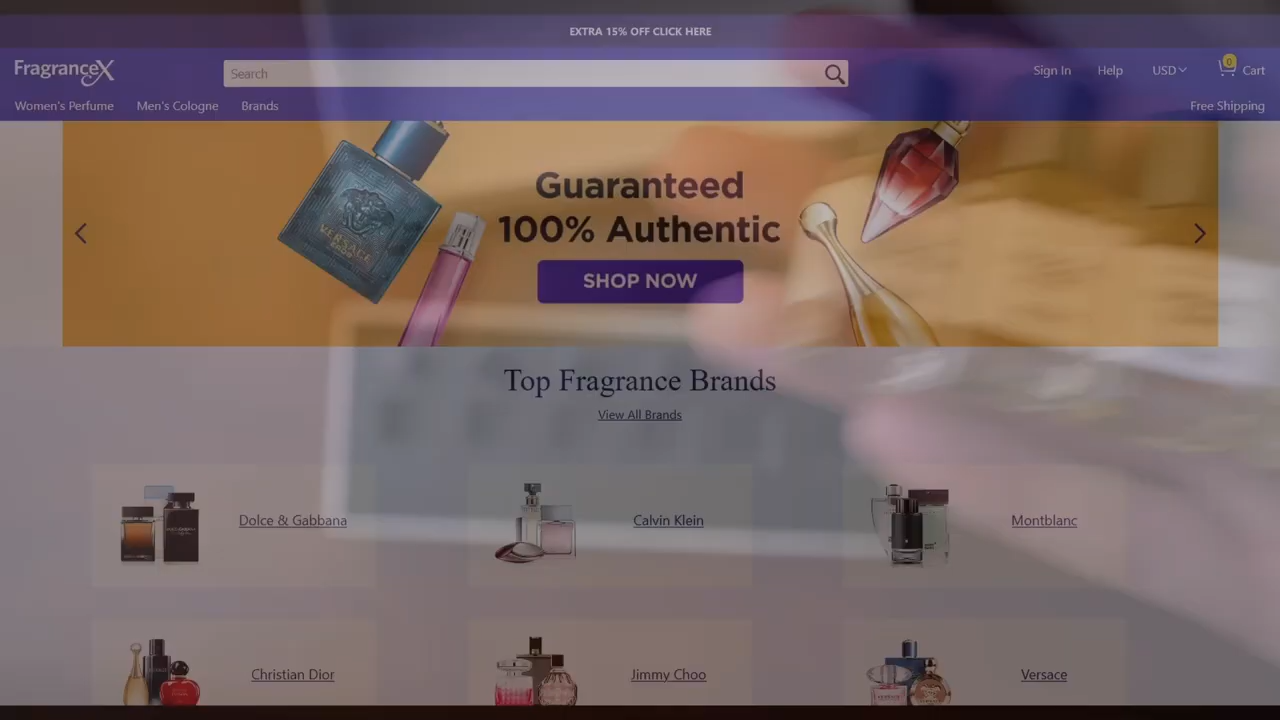 EXTRA 15% OFF CLICK HERE
FragranceX
Search
Sign In
Help
USD
0
Cart
Women's Perfume
Men's Cologne
Brands
Free Shipping
Guaranteed
100% Authentic
SHOP NOW
VERSACE
Top Fragrance Brands
View All Brands
Dolce & Gabbana
Calvin Klein
Montblanc
Christian Dior
Jimmy Choo
Versace